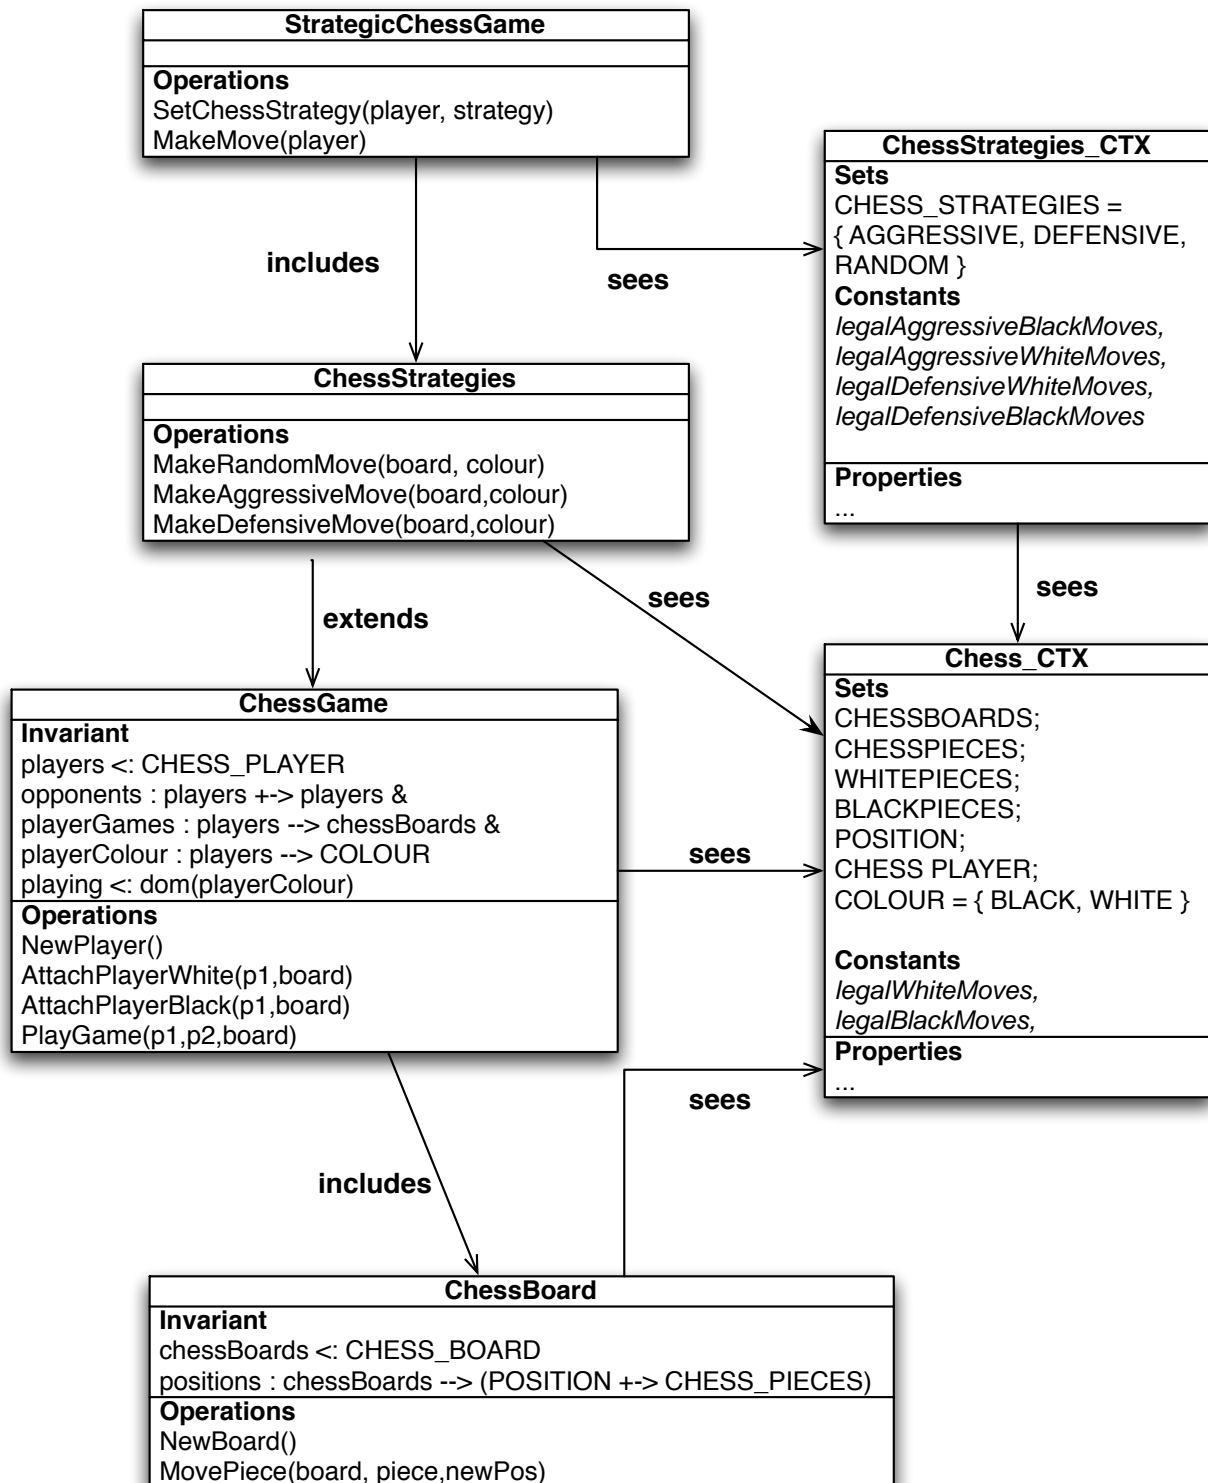 StrategicChessGame
Operations
SetChessStrategy(player, strategy)
MakeMove(player)
ChessStrategies_CTX
Sets
CHESS_STRATEGIES =
{ AGGRESSIVE, DEFENSIVE,
RANDOM }
Constants
legalAggressiveBlackMoves,
legalAggressiveWhiteMoves,
legalDefensiveWhiteMoves,
legalDefensiveBlackMoves
Properties
...
includes
sees
ChessStrategies
Operations
MakeRandomMove(board, colour)
MakeAggressiveMove(board,colour)
MakeDefensiveMove(board,colour)
extends
sees
sees
ChessGame
Invariant
players <: CHESS_PLAYER
opponents : players +-> players &
playerGames : players --> chessBoards &
playerColour : players --> COLOUR
playing <: dom(playerColour)
Operations
NewPlayer()
AttachPlayerWhite(p1,board)
AttachPlayerBlack(p1,board)
PlayGame(p1,p2,board)
sees
Chess_CTX
Sets
CHESSBOARDS;
CHESSPIECES;
WHITEPIECES;
BLACKPIECES;
POSITION;
CHESS PLAYER;
COLOUR = { BLACK, WHITE }
Constants
legalWhiteMoves,
legalBlackMoves,
Properties
...
sees
includes
ChessBoard
Invariant
chessBoards <: CHESS_BOARD
positions : chessBoards --> (POSITION +-> CHESS_PIECES)
Operations
NewBoard()
MovePiece(board, piece,newPos)